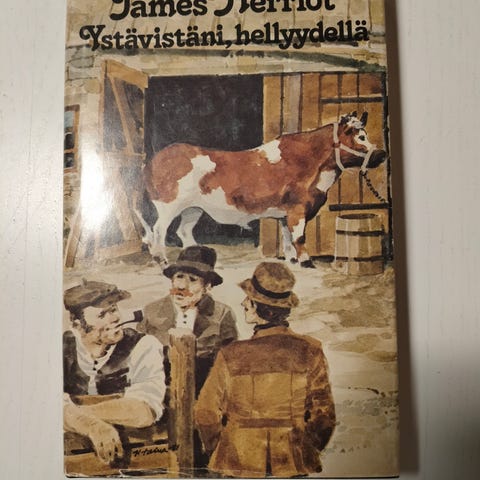 James Herriot
Ystävistäni, hellyydellä